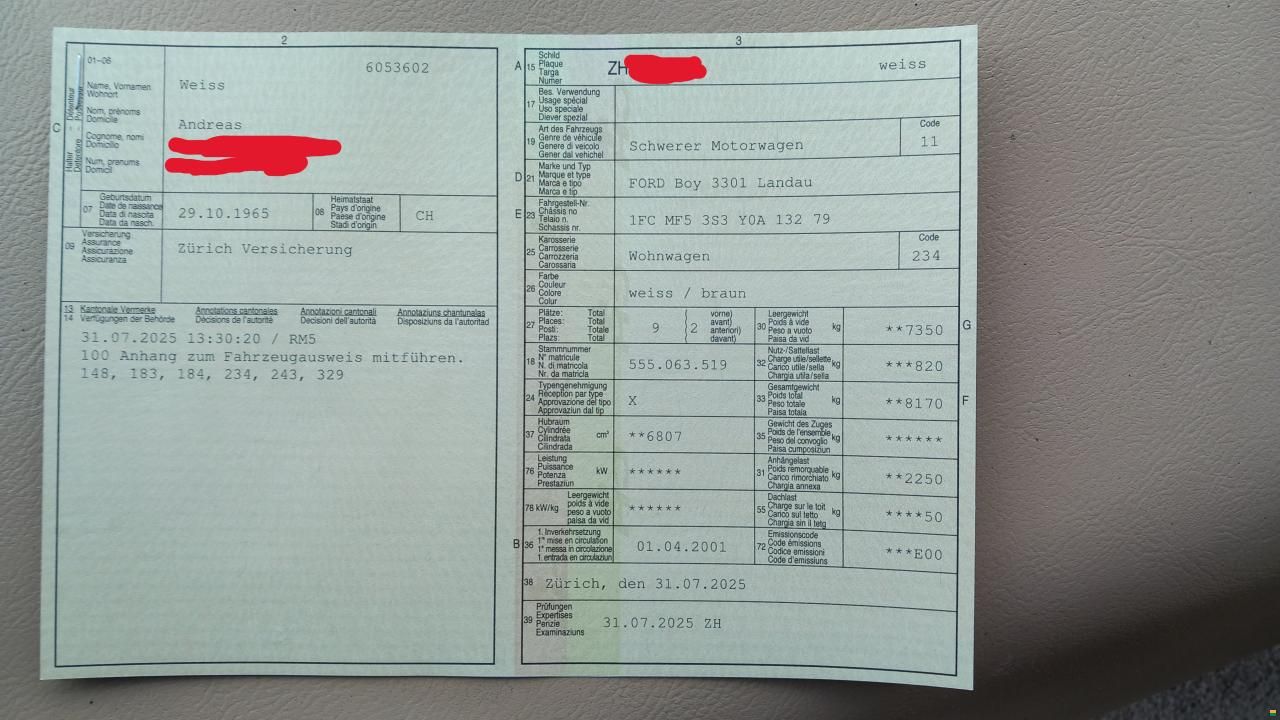 2
01-06
6053602
C
Halter - Détenteur
Detentore - Possessur
Name, Vornamen
Wohnort
Nom, prénoms
Domicile
Cognome, nomi
Domicilio
Num, prenums
Domicil
Weiss
Andreas
07
Geburtsdatum
Date de naissance
Data di nascita
Data da nasch.
29.10.1965
08
Heimatstaat
Pays d'origine
Paese d'origine
Stadi d'origin
CH
09
Versicherung
Assurance
Assicurazione
Assicuranza
Zürich Versicherung
13 Kantonale Vermerke Annotations cantonales Annotazioni cantonali Annotaziuns chantunalas
14 Verfügungen der Behörde Décisions de l'autorité Decisioni dell'autorità Disposiziuns da l'autoritad
31.07.2025 13:30:20 / RM5
100 Anhang zum Fahrzeugausweis mitführen.
148, 183, 184, 234, 243, 329
3
A 15
Schild
Plaque
Targa
Numer
ZH
weiss
17
Bes. Verwendung
Usage spécial
Uso speciale
Diever spezial
19
Art des Fahrzeugs
Genre de véhicule
Genere di veicolo
Gener dal vehichel
Schwerer Motorwagen
Code
11
D 21
Marke und Typ
Marque et type
Marca e tipo
Marca e tip
FORD Boy 3301 Landau
E 23
Fahrgestell-Nr.
Châssis no
Telaio n.
Schassis nr.
1FC MF5 3S3 Y0A 132 79
25
Karosserie
Carrosserie
Carrozzeria
Carossaria
Wohnwagen
Code
234
26
Farbe
Couleur
Colore
Colur
weiss / braun
27
Plätze: Total
Places: Total
Posti: Totale
Plazs: Total
9 { 2
vorne)
avant)
anteriori)
davant)
30
Leergewicht
Poids à vide
Peso a vuoto
Paisa da vid
kg
**7350
G
18
Stammnummer
N° matricule
N. di matricola
Nr. da matricla
555.063.519
32
Nutz-/Sattellast
Charge utile/sellette
Carico utile/sella
Chargia utila/sella
kg
***820
24
Typengenehmigung
Réception par type
Approvazione del tipo
Approvaziun dal tip
X
33
Gesamtgewicht
Poids total
Peso totale
Paisa totala
kg
**8170
F
37
Hubraum
Cylindrée
Cilindrata
Cilindrada
cm³
**6807
35
Gewicht des Zuges
Poids de l'ensemble
Peso del convoglio
Paisa cumposiziun
kg
******
76
Leistung
Puissance
Potenza
Prestaziun
kW
******
31
Anhängelast
Poids remorquable
Carico rimorchiato
Chargia annexa
kg
**2250
78 kW/kg
Leergewicht
poids à vide
peso a vuoto
paisa da vid
******
55
Dachlast
Charge sur le toit
Carico sul tetto
Chargia sin il tetg
kg
****50
B 36
1. Inverkehrsetzung
1re mise en circulation
1a messa in circolazione
1. entrada en circulaziun
01.04.2001
72
Emissionscode
Code émissions
Codice emissioni
Code d'emissiuns
***E00
38
Zürich, den 31.07.2025
39
Prüfungen
Expertises
Perizie
Examinaziuns
31.07.2025 ZH